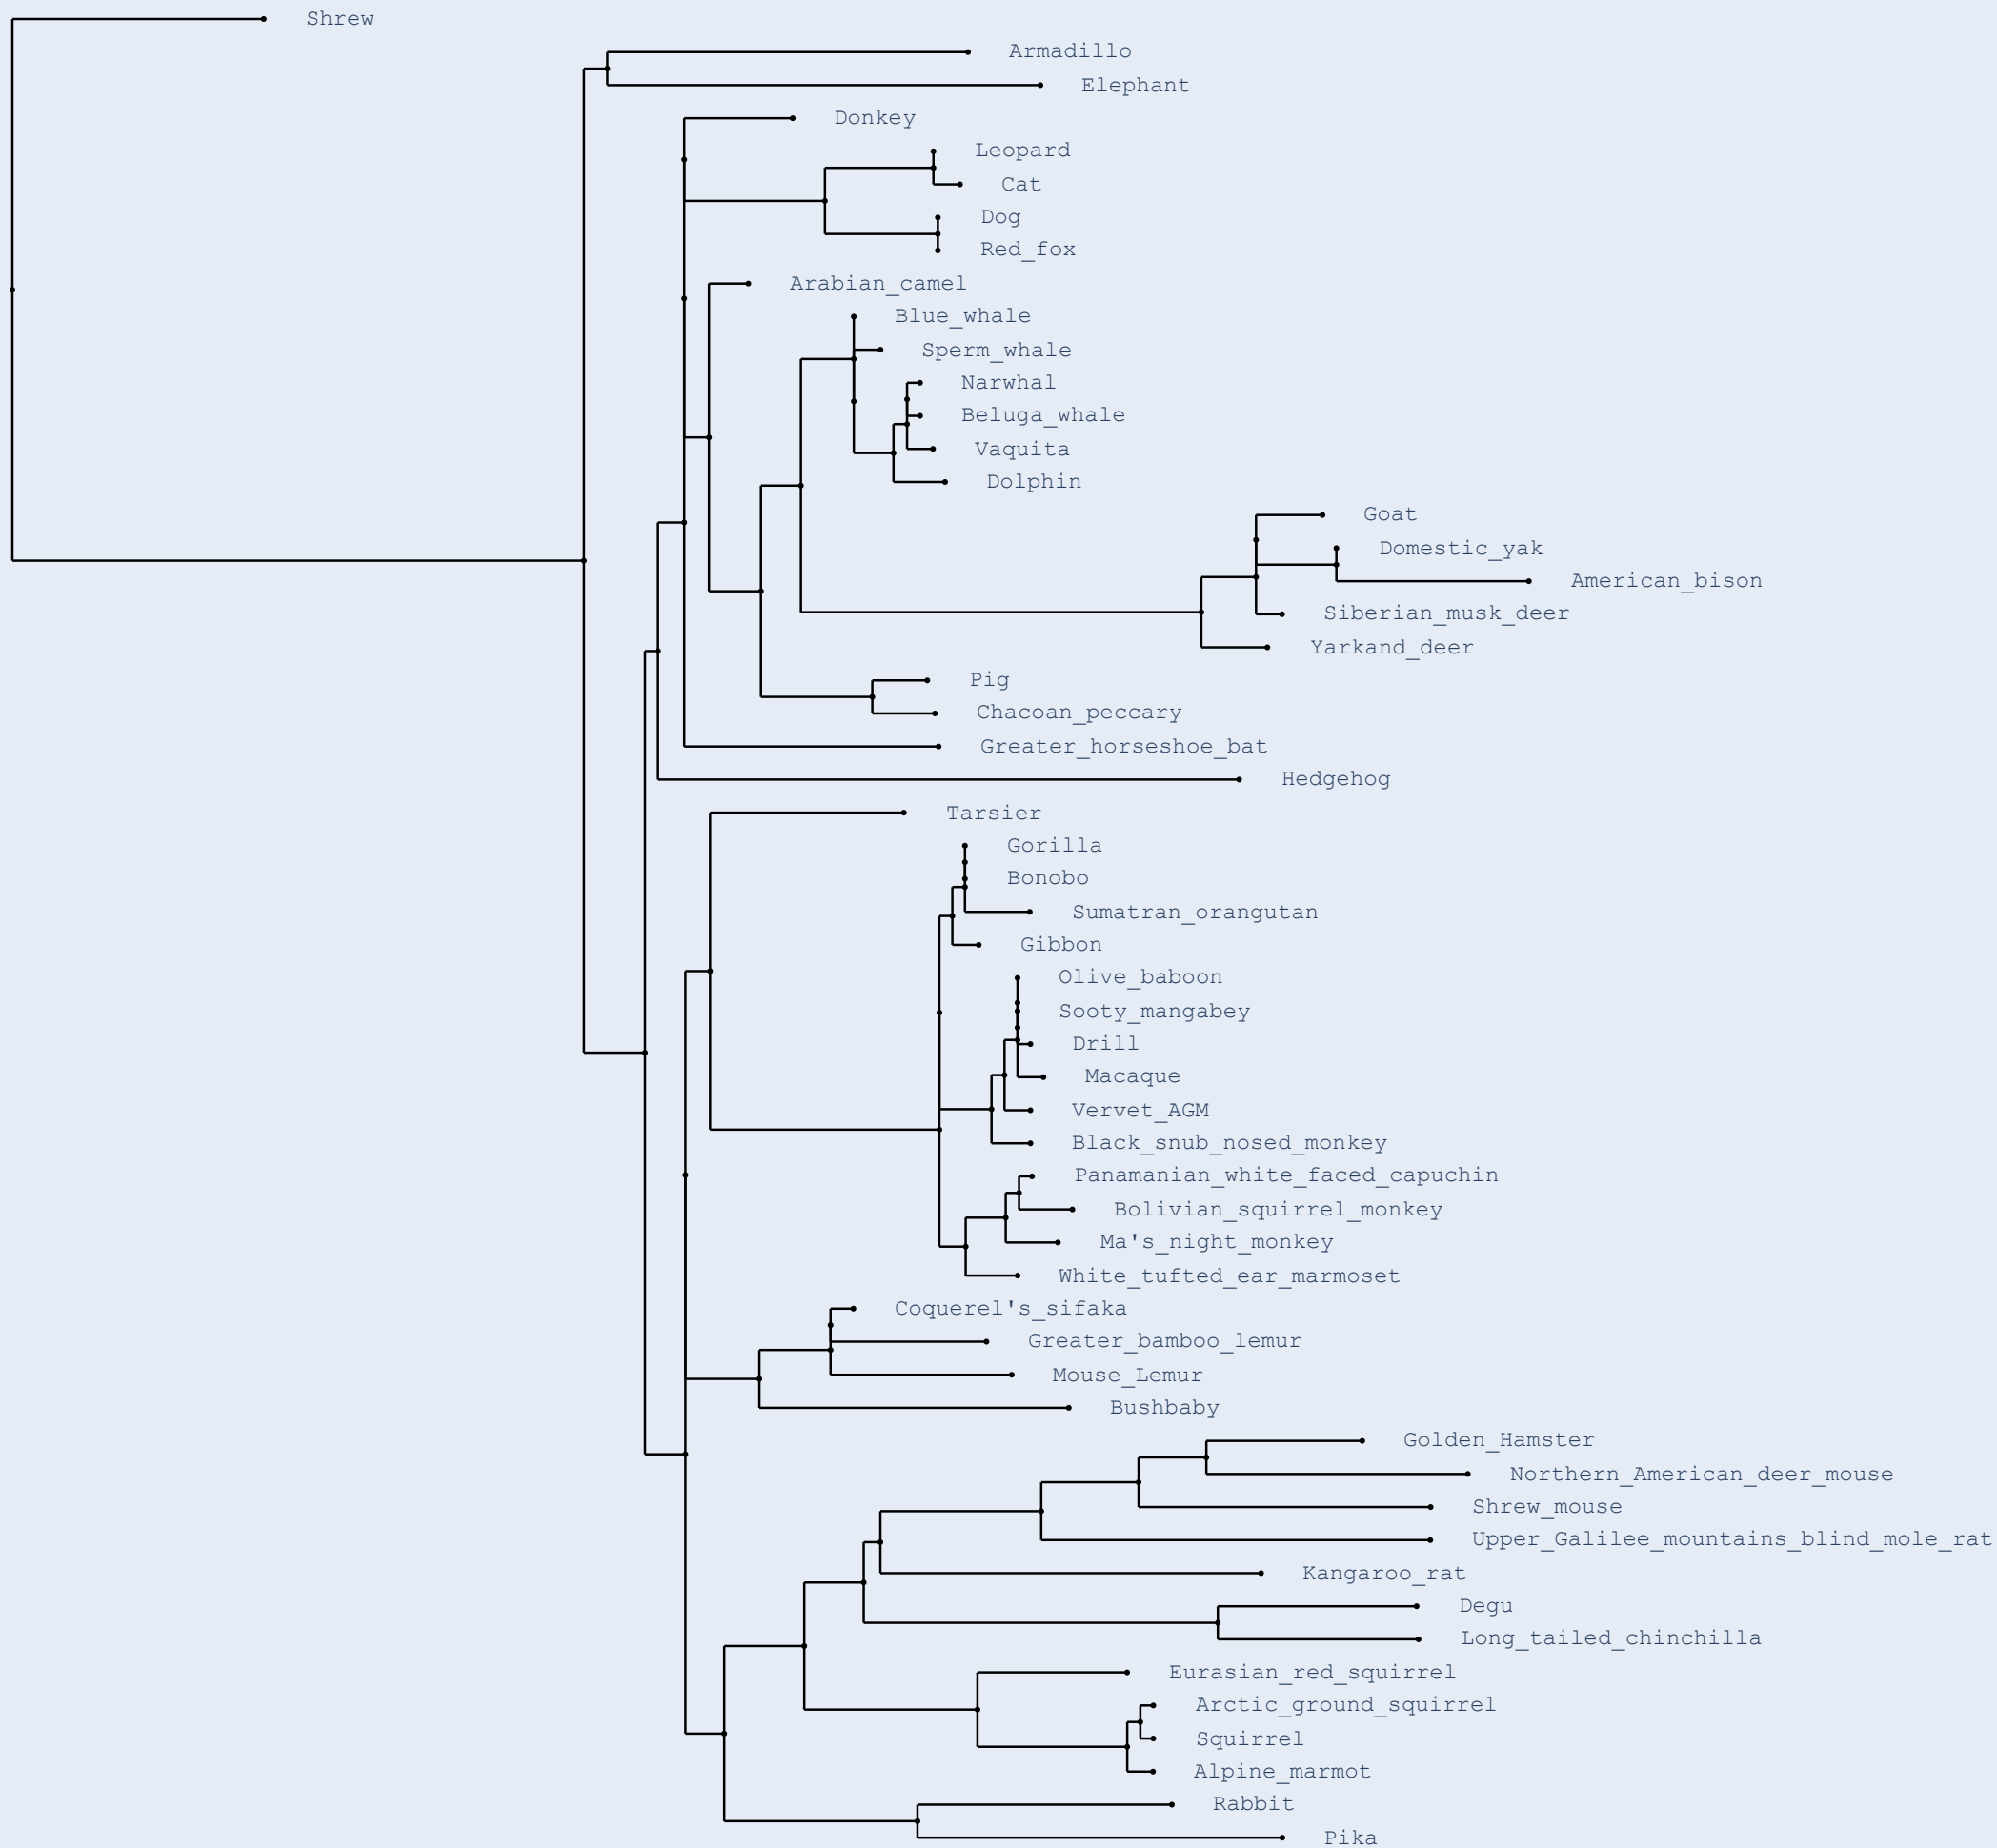 Shrew
Armadillo
Elephant
Donkey
Leopard
Cat
Dog
Red_fox
Arabian_camel
Blue_whale
Sperm_whale
Narwhal
Beluga_whale
Vaquita
Dolphin
Goat
Domestic_yak
American_bison
Siberian_musk_deer
Yarkand_deer
Pig
Chacoan_peccary
Greater_horseshoe_bat
Hedgehog
Tarsier
Gorilla
Bonobo
Sumatran_orangutan
Gibbon
Olive_baboon
Sooty_mangabey
Drill
Macaque
Vervet_AGM
Black_snub_nosed_monkey
Panamanian_white_faced_capuchin
Bolivian_squirrel_monkey
Ma's_night_monkey
White_tufted_ear_marmoset
Coquerel's_sifaka
Greater_bamboo_lemur
Mouse_Lemur
Bushbaby
Golden_Hamster
Northern_American_deer_mouse
Shrew_mouse
Upper_Galilee_mountains_blind_mole_rat
Kangaroo_rat
Degu
Long_tailed_chinchilla
Eurasian_red_squirrel
Arctic_ground_squirrel
Squirrel
Alpine_marmot
Rabbit
Pika